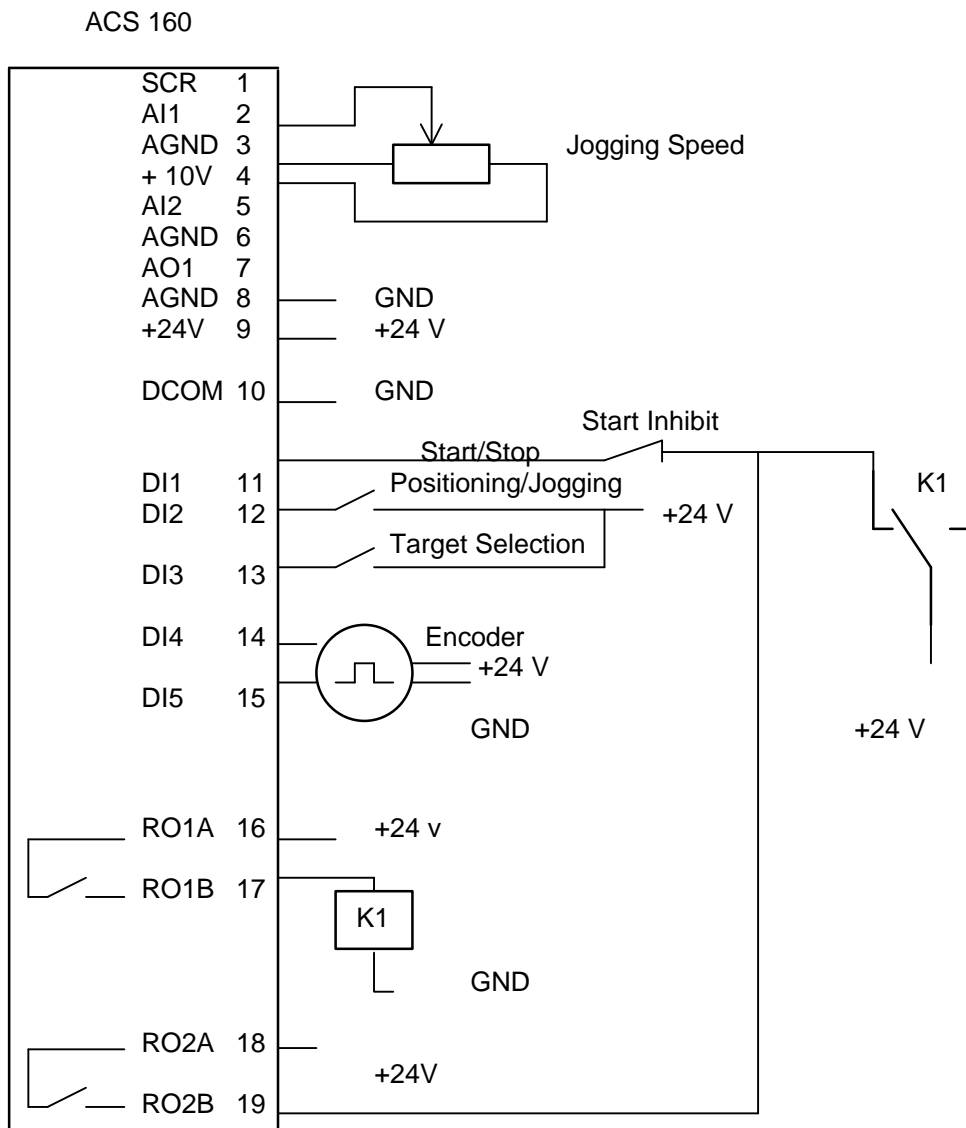 ACS 160
SCR 1
AI1 2
AGND 3
Jogging Speed
+ 10V 4
AI2 5
AGND 6
AO1 7
AGND 8 GND
+24V 9 +24 V
DCOM 10 GND
Start Inhibit
Start/Stop
DI1 11 Positioning/Jogging K1
DI2 12 +24 V
Target Selection
DI3 13
DI4 14 Encoder
+24 V
DI5 15
GND +24 V
RO1A 16 +24 v
RO1B 17
K1
GND
RO2A 18
+24V
RO2B 19